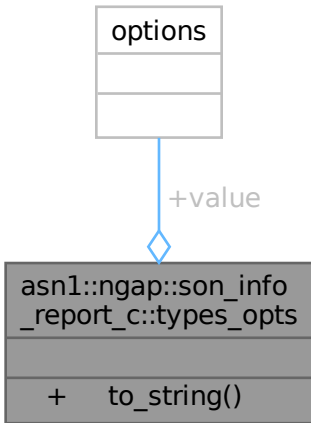 options
+value
asn1::ngap::son_info
_report_c::types_opts
+ to_string()